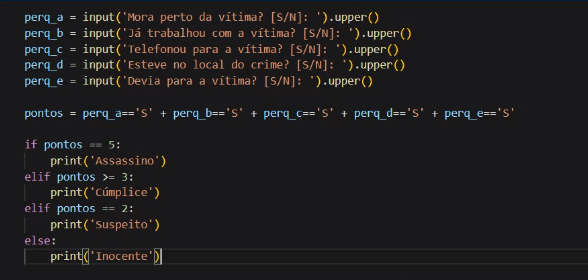 perq_a = input('Mora perto da vítima? [S/N]: ').upper()
perq_b = input('Já trabalhou com a vítima? [S/N]: ').upper()
perq_c = input('Telefonou para a vítima? [S/N]: ').upper()
perq_d = input('Esteve no local do crime? [S/N]: ').upper()
perq_e = input('Devia para a vítima? [S/N]: ').upper()

pontos = perq_a=='S' + perq_b=='S' + perq_c=='S' + perq_d=='S' + perq_e=='S'

if pontos == 5:
    print('Assassino')
elif pontos >= 3:
    print('Cúmplice')
elif pontos == 2:
    print('Suspeito')
else:
    print('Inocente')